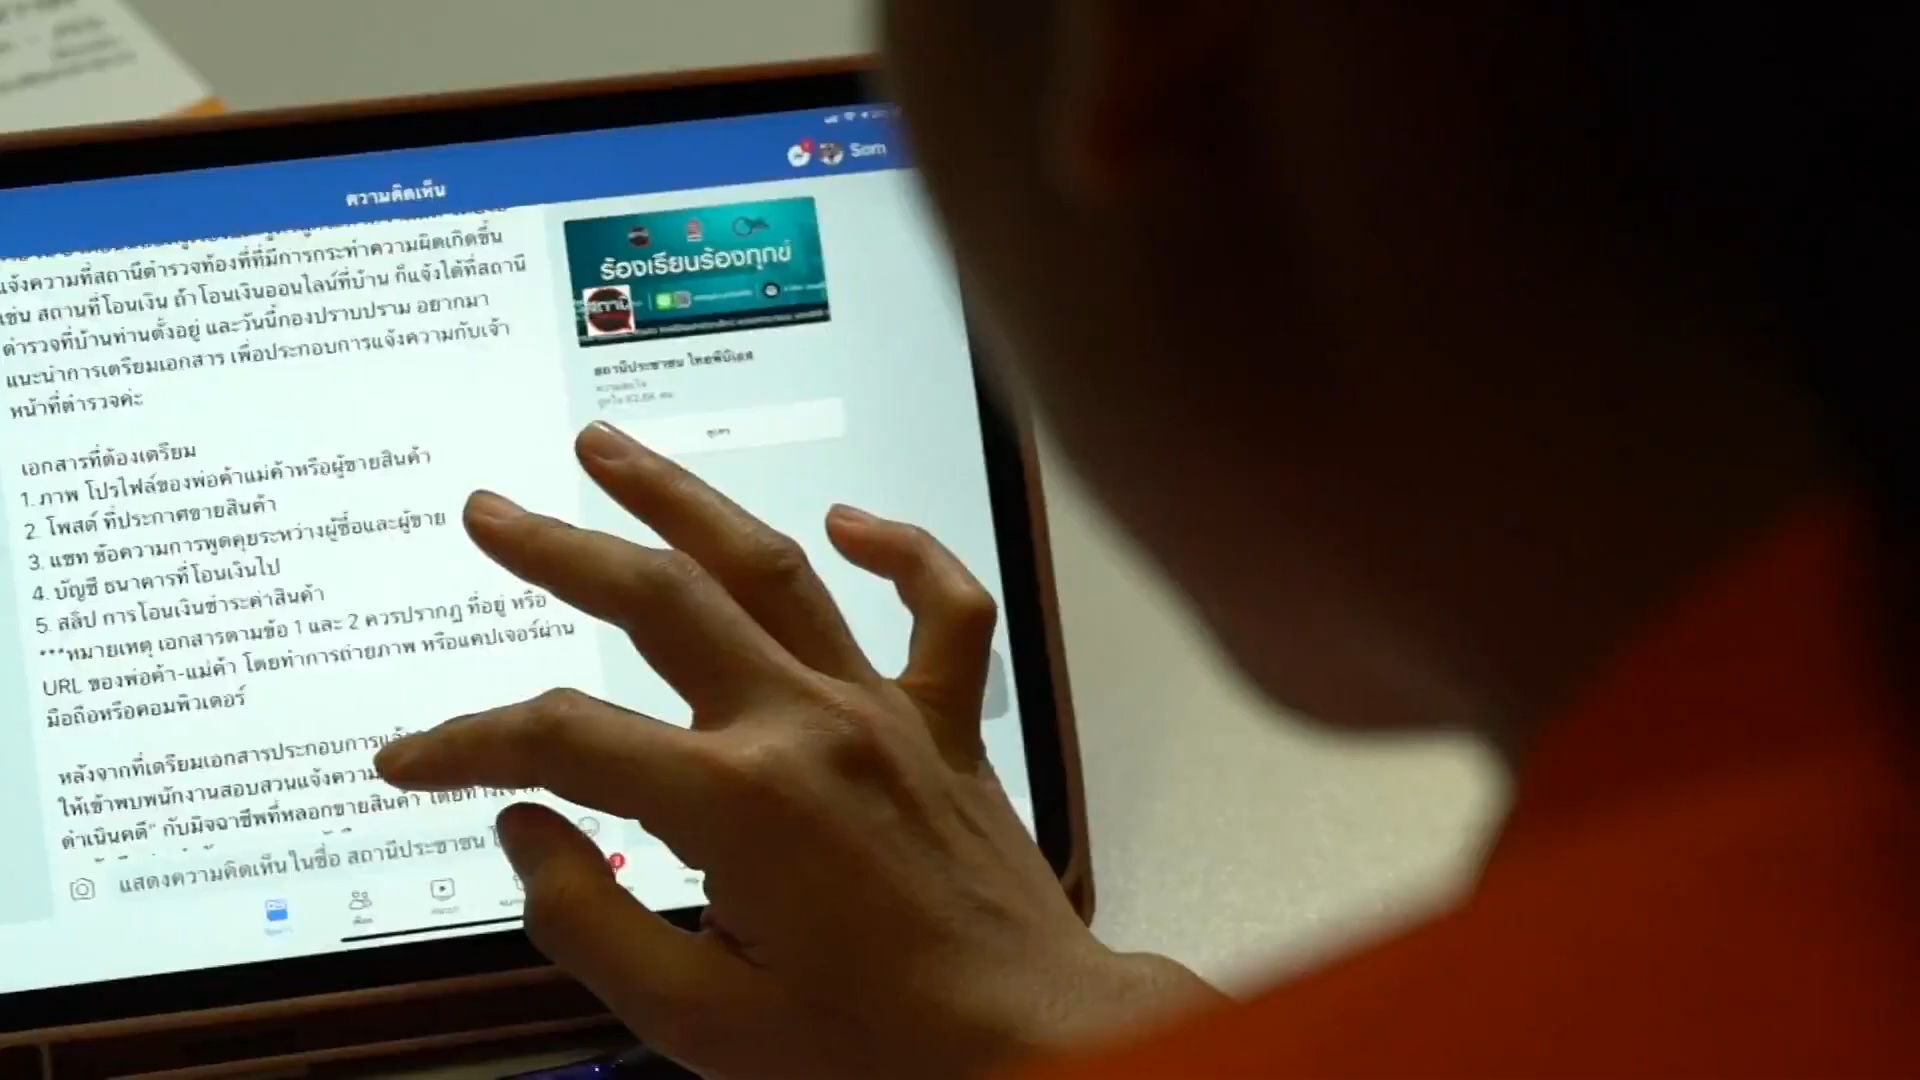 Sam
ความคิดเห็น
แจ้งความที่สถานีตำรวจท้องที่ที่มีการกระทำความผิดเกิดขึ้น
เช่น สถานที่โอนเงิน ถ้าโอนเงินออนไลน์ที่บ้าน ก็แจ้งได้ที่สถานี
ตำรวจที่บ้านท่านตั้งอยู่ และวันนี้กองปราบปราม อยากมา
แนะนำการเตรียมเอกสาร เพื่อประกอบการแจ้งความกับเจ้า
หน้าที่ตำรวจค่ะ
เอกสารที่ต้องเตรียม
1. ภาพ โปรไฟล์ของพ่อค้าแม่ค้าหรือผู้ขายสินค้า
2. โพสต์ ที่ประกาศขายสินค้า
3. แชท ข้อความการพูดคุยระหว่างผู้ซื้อและผู้ขาย
4. บัญชี ธนาคารที่โอนเงินไป
5. สลิป การโอนเงินชำระค่าสินค้า
***หมายเหตุ เอกสารตามข้อ 1 และ 2 ควรปรากฏ ที่อยู่ หรือ
URL ของพ่อค้า-แม่ค้า โดยทำการถ่ายภาพ หรือแคปเจอร์ผ่าน
มือถือหรือคอมพิวเตอร์
หลังจากที่เตรียมเอกสารประกอบการแจ้ง
ให้เข้าพบพนักงานสอบสวนแจ้งความ
ดำเนินคดี" กับมิจฉาชีพที่หลอกขายสินค้า
แสดงความคิดเห็นในชื่อ สถานีประชาชน
ร้องเรียนร้องทุกข์
สถานีประชาชน ไทยพีบีเอส